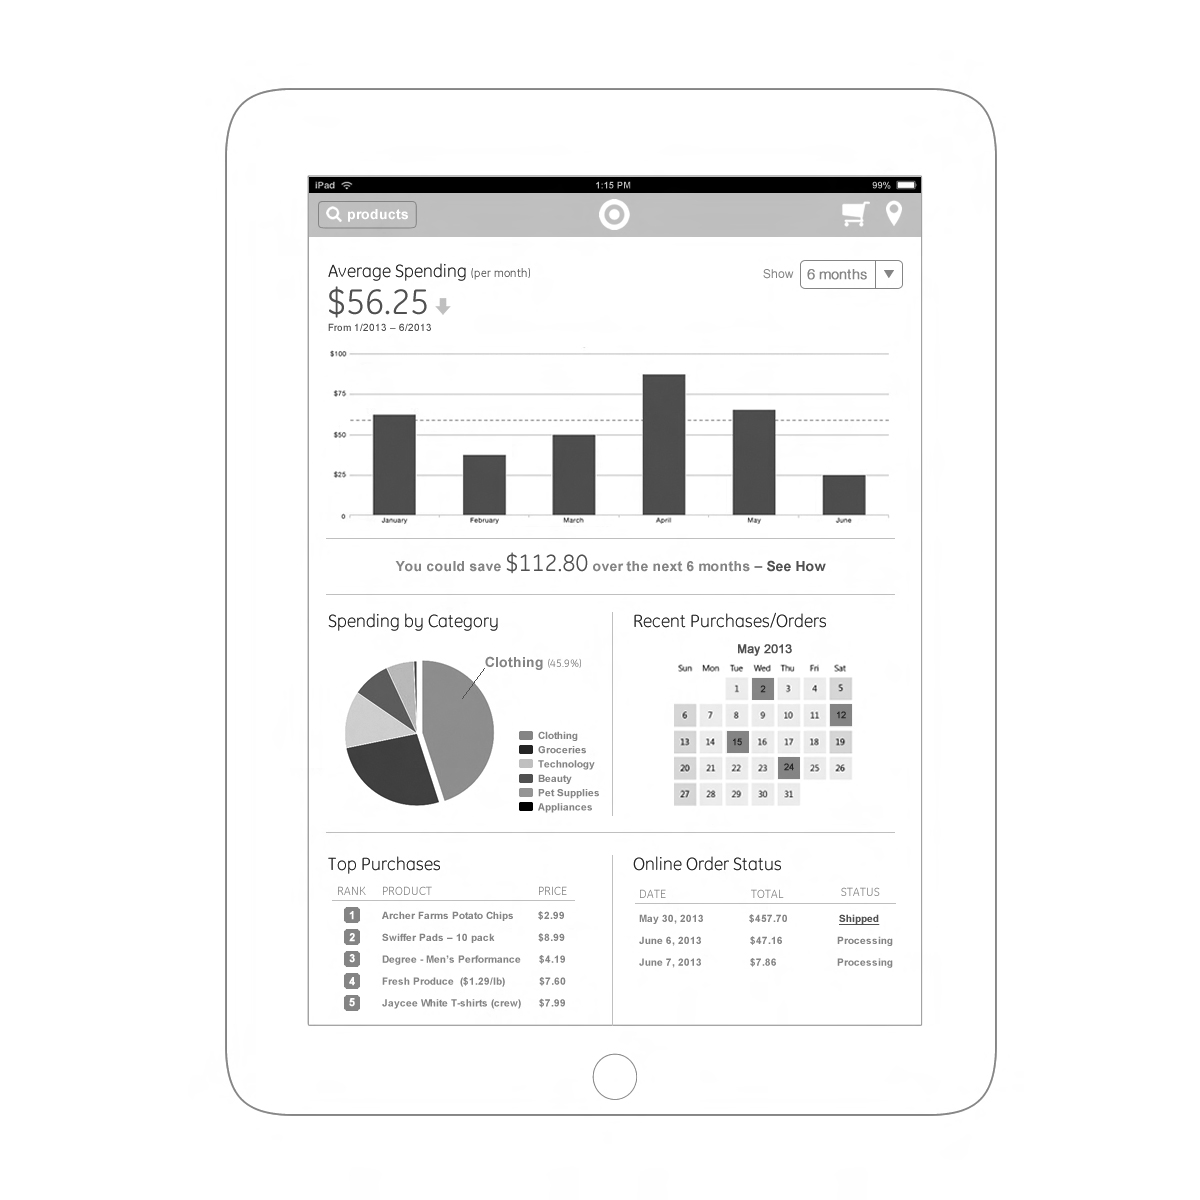 iPad 1:15 PM 99%
products
Average Spending (per month)
Show 6 months
$56.25
From 1/2013 – 6/2013
$100
$75
$50
$25
0
January February March April May June
You could save $112.80 over the next 6 months – See How
Spending by Category
Clothing (45.9%)
Clothing
Groceries
Technology
Beauty
Pet Supplies
Appliances
Recent Purchases/Orders
May 2013
Sun Mon Tue Wed Thu Fri Sat
1 2 3 4 5
6 7 8 9 10 11 12
13 14 15 16 17 18 19
20 21 22 23 24 25 26
27 28 29 30 31
Top Purchases
RANK PRODUCT PRICE
1 Archer Farms Potato Chips $2.99
2 Swiffer Pads – 10 pack $8.99
3 Degree - Men's Performance $4.19
4 Fresh Produce ($1.29/lb) $7.60
5 Jaycee White T-shirts (crew) $7.99
Online Order Status
DATE TOTAL STATUS
May 30, 2013 $457.70 Shipped
June 6, 2013 $47.16 Processing
June 7, 2013 $7.86 Processing